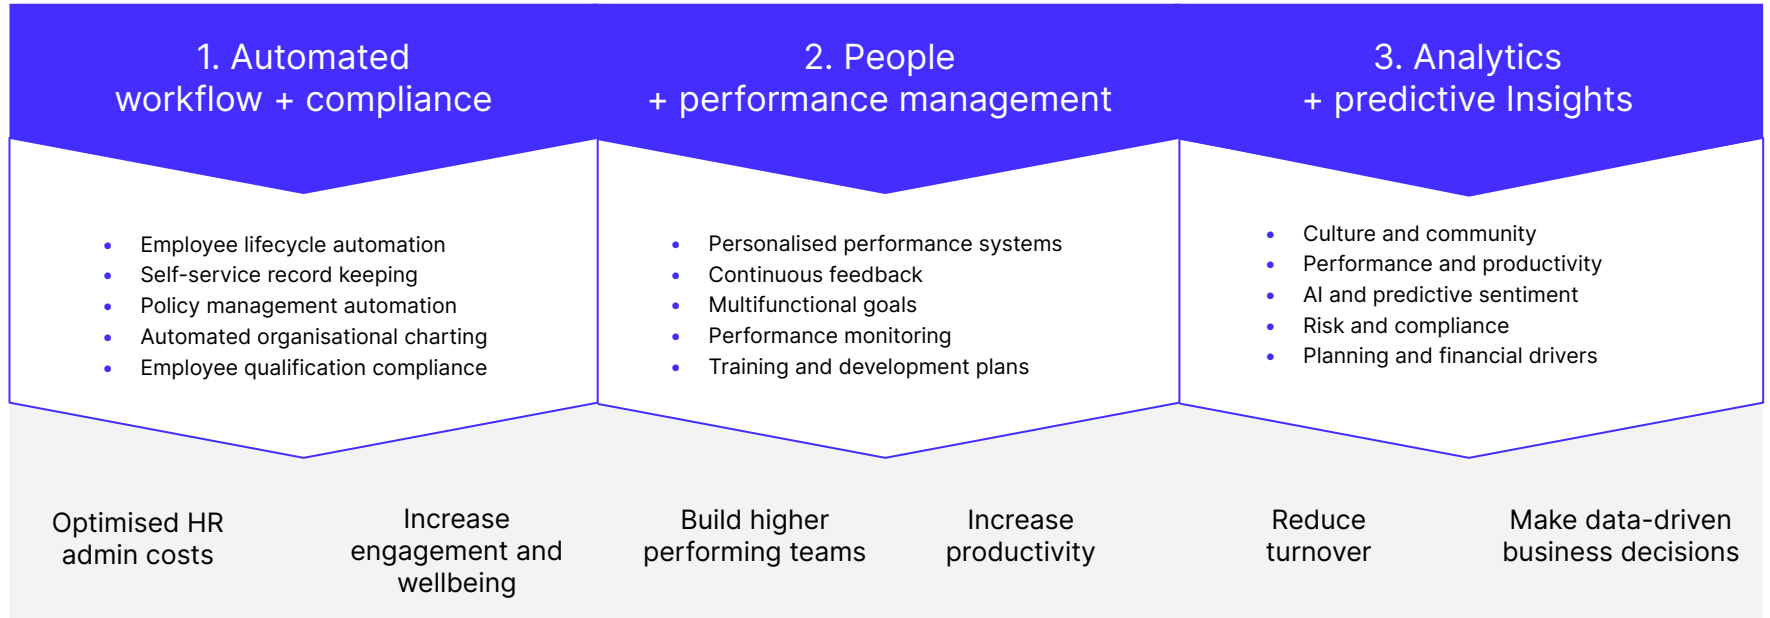 1. Automated
workflow + compliance
2. People
+ performance management
3. Analytics
+ predictive Insights
• Employee lifecycle automation
• Self-service record keeping
• Policy management automation
• Automated organisational charting
• Employee qualification compliance
• Personalised performance systems
• Continuous feedback
• Multifunctional goals
• Performance monitoring
• Training and development plans
• Culture and community
• Performance and productivity
• AI and predictive sentiment
• Risk and compliance
• Planning and financial drivers
Optimised HR
admin costs
Increase
engagement and
wellbeing
Build higher
performing teams
Increase
productivity
Reduce
turnover
Make data-driven
business decisions